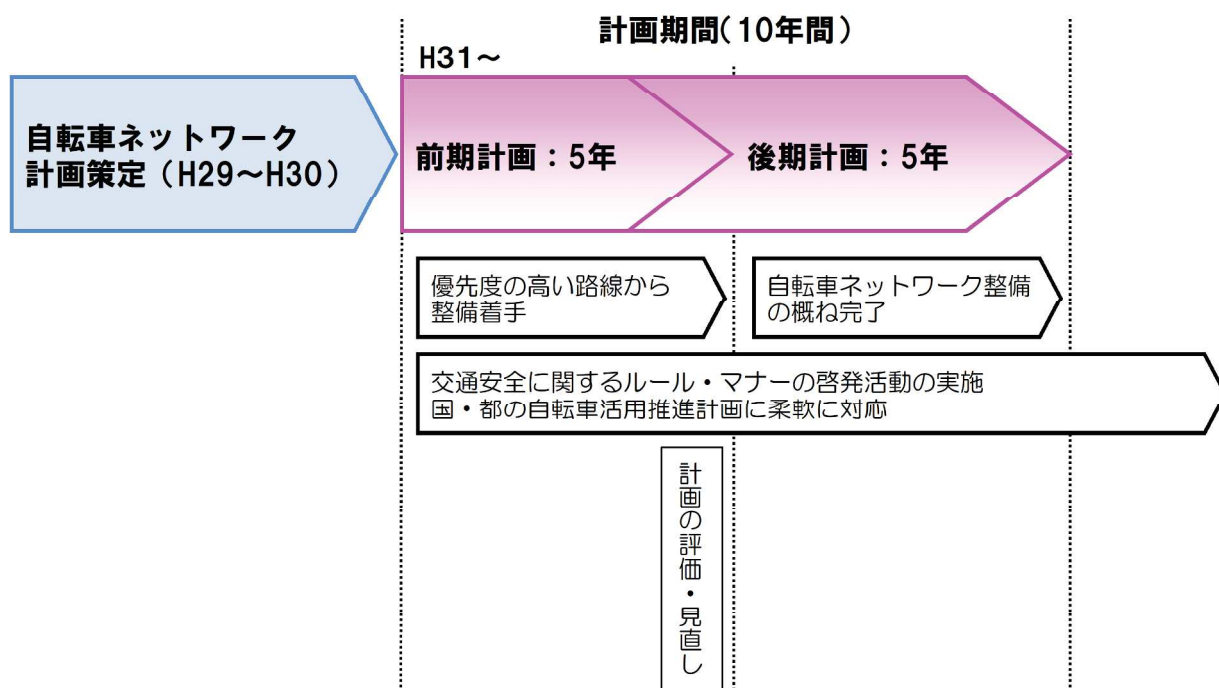 計画期間(10年間)
H31～
自転車ネットワーク
計画策定（H29～H30）
前期計画：5年
後期計画：5年
優先度の高い路線から
整備着手
自転車ネットワーク整備
の概ね完了
交通安全に関するルール・マナーの啓発活動の実施
国・都の自転車活用推進計画に柔軟に対応
計画の評価・見直し